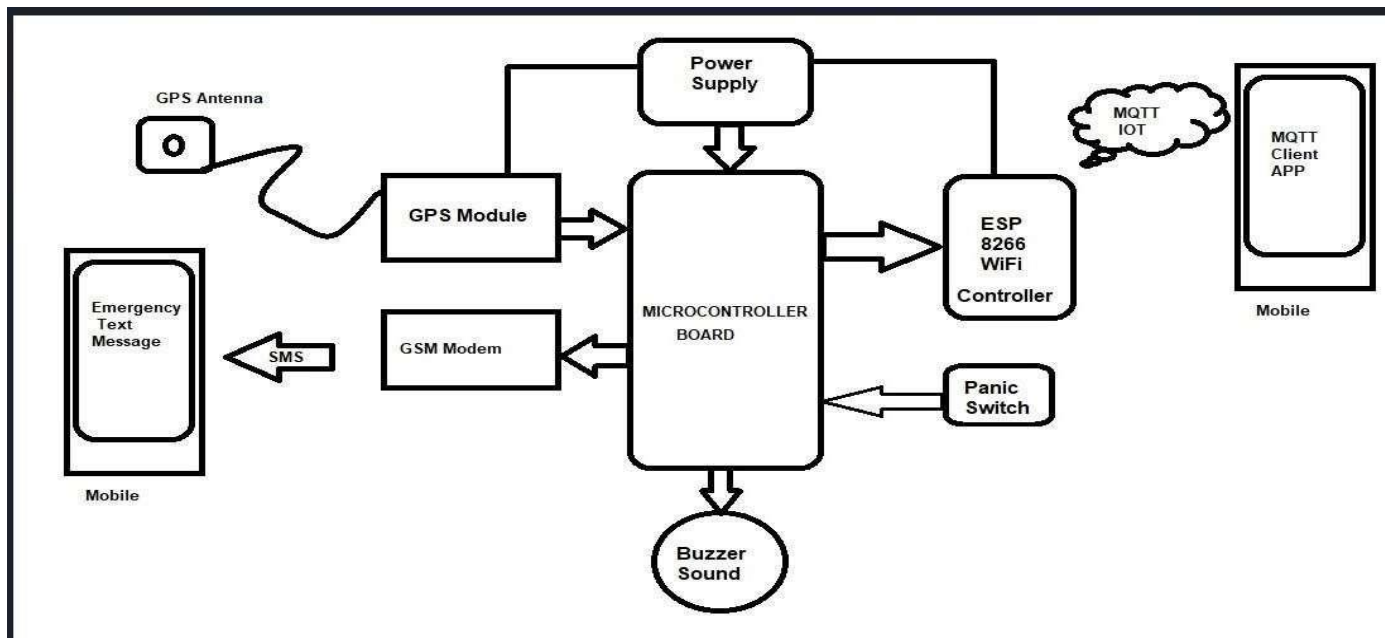 Power
Supply
GPS Antenna
MQTT
IOT
MQTT
Client
APP
GPS Module
ESP
8266
WiFi
Controller
Emergency
Text
Message
SMS
GSM Modem
MICROCONTROLLER
BOARD
Mobile
Panic
Switch
Mobile
Buzzer
Sound